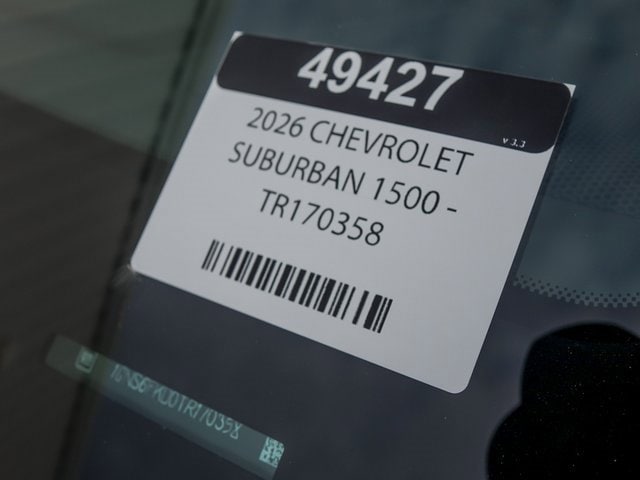 49427
v 3.3
2026 CHEVROLET
SUBURBAN 1500 -
TR170358